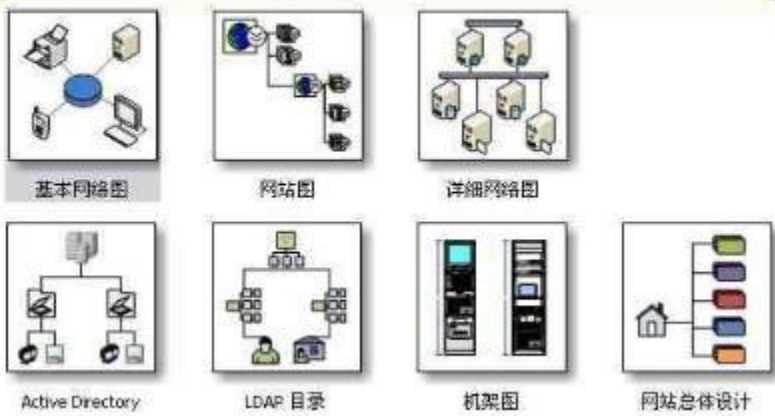 基本网络图
网站图
详细网络图
Active Directory
LDAP 目录
机架图
网站总体设计